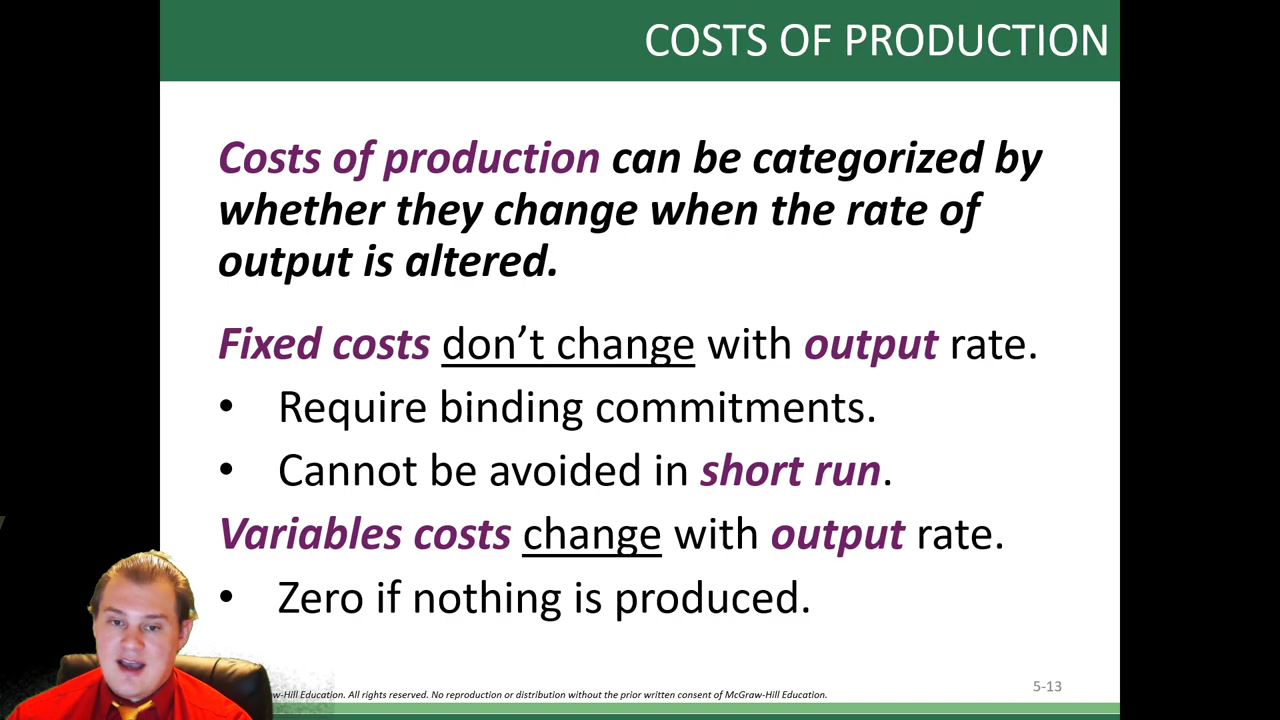 COSTS OF PRODUCTION
Costs of production can be categorized by
whether they change when the rate of
output is altered.
Fixed costs don’t change with output rate.
• Require binding commitments.
• Cannot be avoided in short run.
Variables costs change with output rate.
• Zero if nothing is produced.
Education. All rights reserved. No reproduction or distribution without the prior written consent of McGraw-Hill Education.
5-13